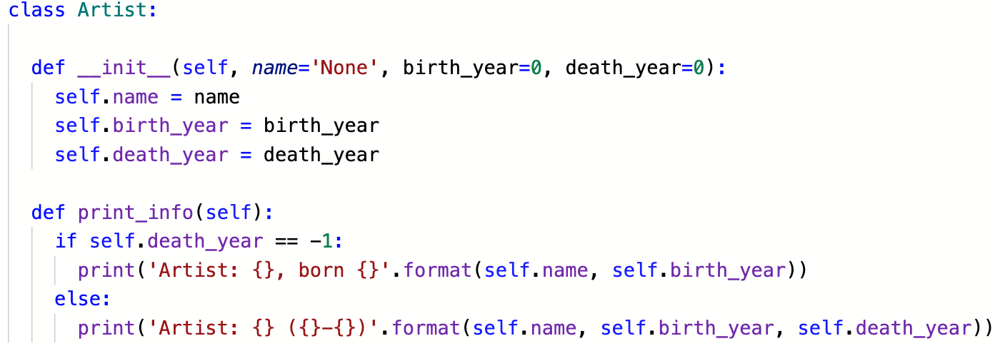 class Artist:
  def __init__(self, name='None', birth_year=0, death_year=0):
    self.name = name
    self.birth_year = birth_year
    self.death_year = death_year
  def print_info(self):
    if self.death_year == -1:
      print('Artist: {}, born {}'.format(self.name, self.birth_year))
    else:
      print('Artist: {} ({}-{})'.format(self.name, self.birth_year, self.death_year))